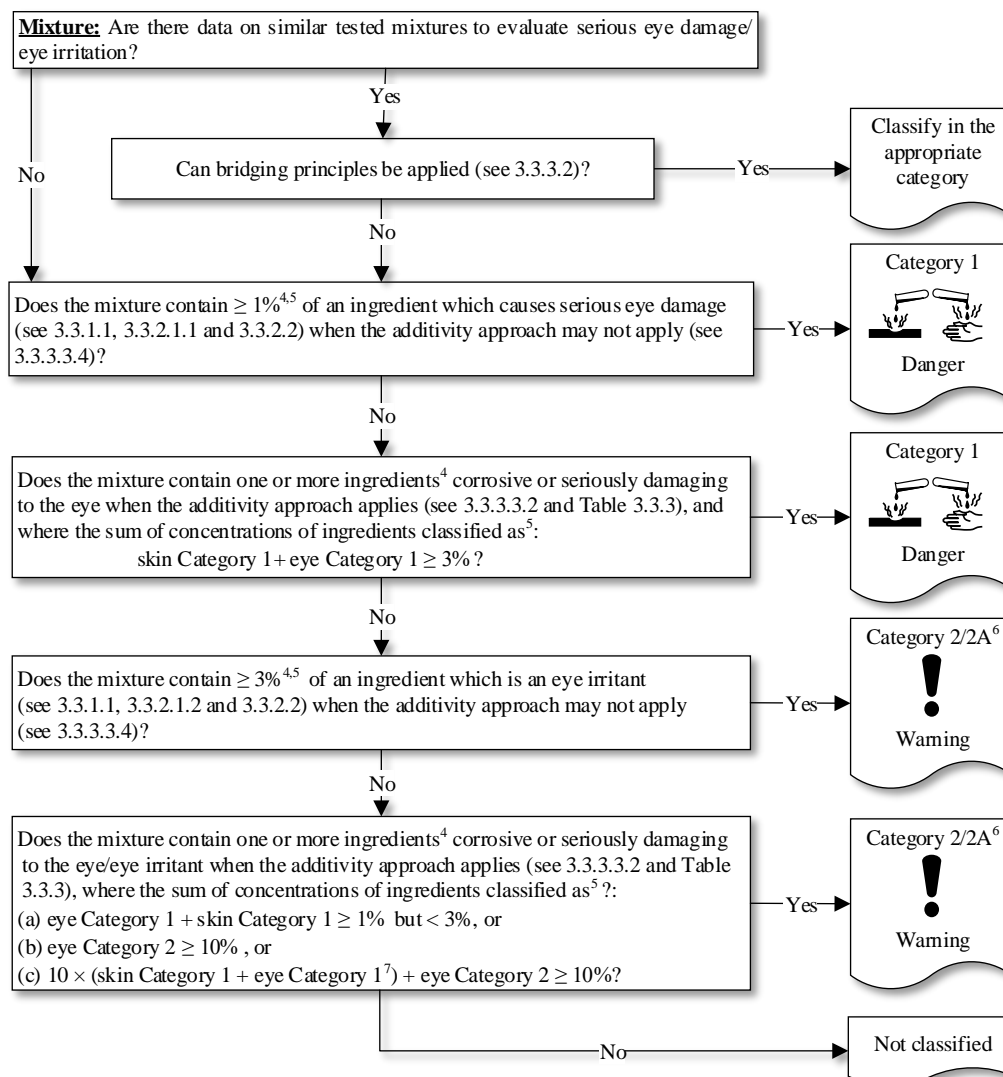 Mixture: Are there data on similar tested mixtures to evaluate serious eye damage/
eye irritation?
Yes
No
Can bridging principles be applied (see 3.3.3.2)?
Yes
Classify in the
appropriate
category
No
Does the mixture contain ≥ 1%⁴,⁵ of an ingredient which causes serious eye damage
(see 3.3.1.1, 3.3.2.1.1 and 3.3.2.2) when the additivity approach may not apply (see
3.3.3.3.4)?
Yes
Category 1
Danger
No
Does the mixture contain one or more ingredients⁴ corrosive or seriously damaging
to the eye when the additivity approach applies (see 3.3.3.3.2 and Table 3.3.3), and
where the sum of concentrations of ingredients classified as⁵:
skin Category 1 + eye Category 1 ≥ 3% ?
Yes
Category 1
Danger
No
Does the mixture contain ≥ 3%⁴,⁵ of an ingredient which is an eye irritant
(see 3.3.1.1, 3.3.2.1.2 and 3.3.2.2) when the additivity approach may not apply
(see 3.3.3.3.4)?
Yes
Category 2/2A⁶
Warning
No
Does the mixture contain one or more ingredients⁴ corrosive or seriously damaging
to the eye/eye irritant when the additivity approach applies (see 3.3.3.3.2 and Table
3.3.3), where the sum of concentrations of ingredients classified as⁵ ?:
(a) eye Category 1 + skin Category 1 ≥ 1% but < 3%, or
(b) eye Category 2 ≥ 10% , or
(c) 10 × (skin Category 1 + eye Category 1⁷) + eye Category 2 ≥ 10%?
Yes
Category 2/2A⁶
Warning
No
Not classified